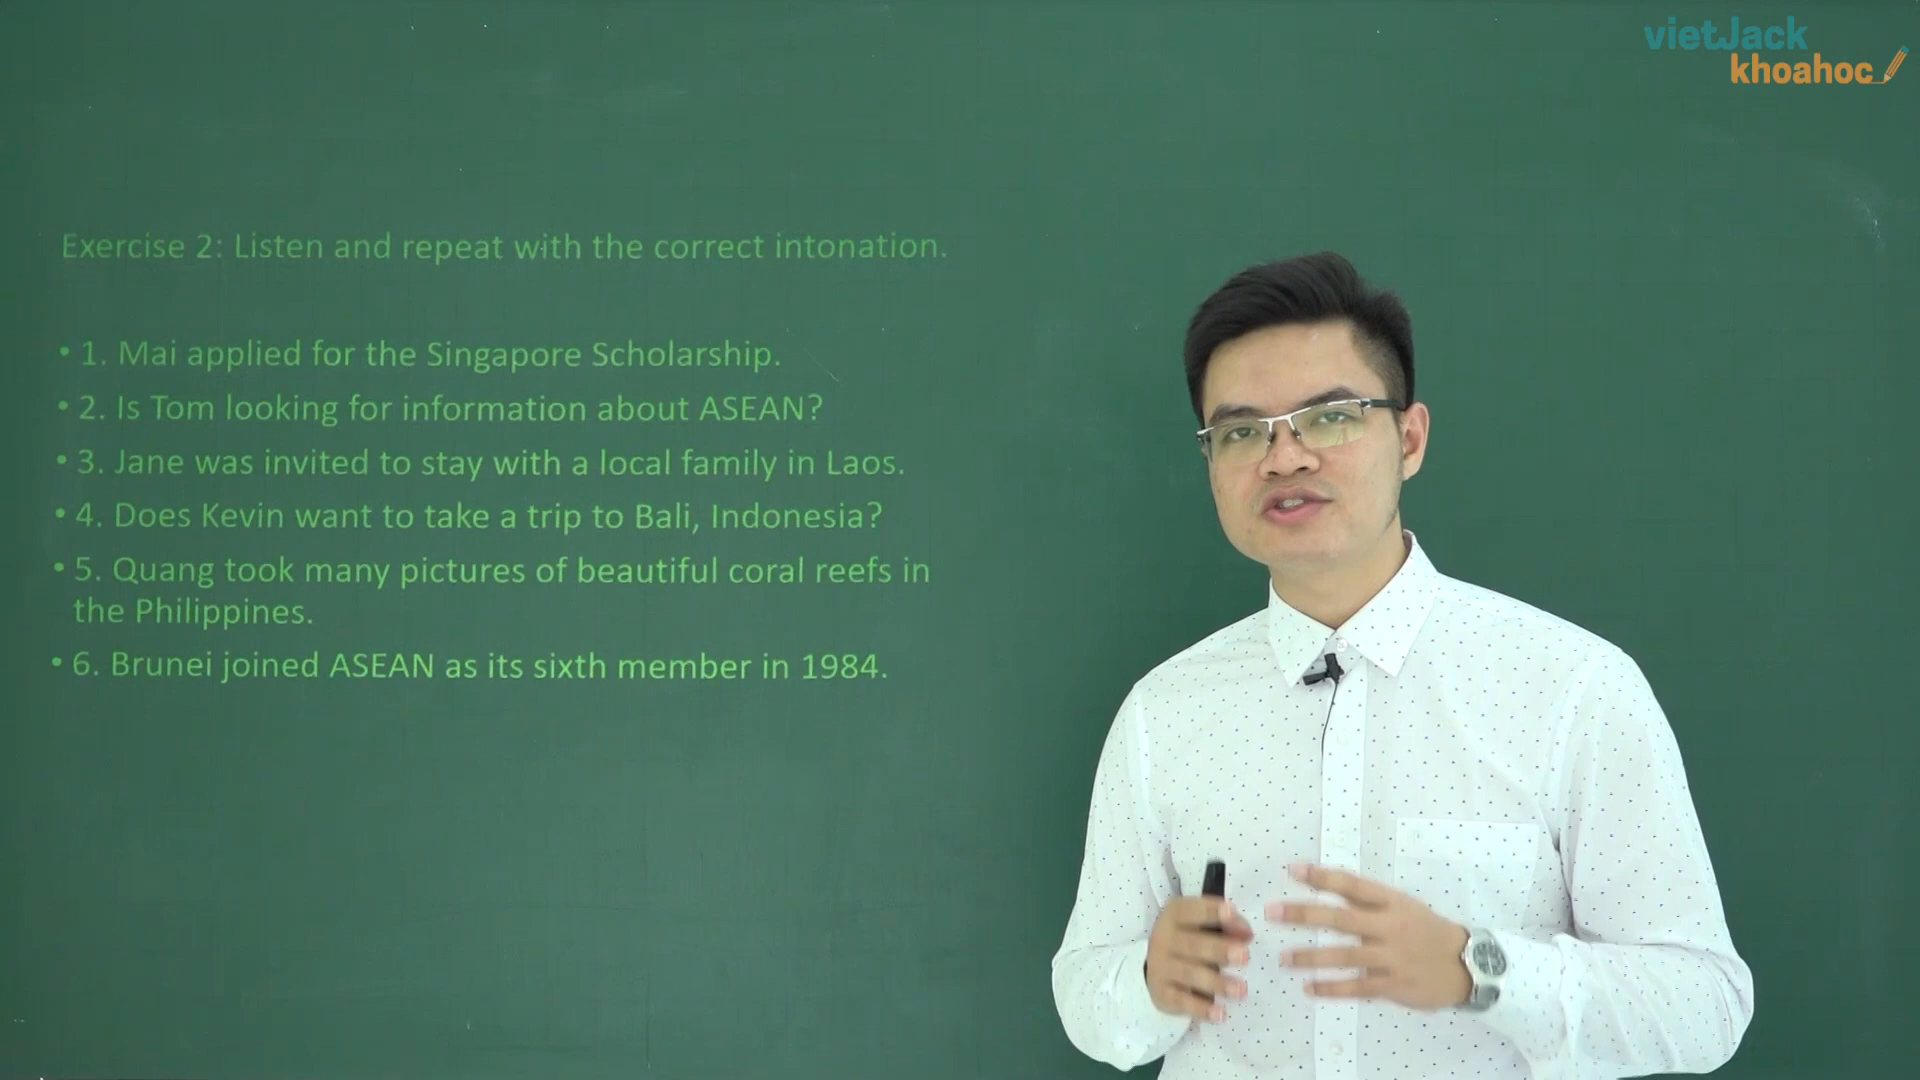 vietJack
khoahoc
Exercise 2: Listen and repeat with the correct intonation.
• 1. Mai applied for the Singapore Scholarship.
• 2. Is Tom looking for information about ASEAN?
• 3. Jane was invited to stay with a local family in Laos.
• 4. Does Kevin want to take a trip to Bali, Indonesia?
• 5. Quang took many pictures of beautiful coral reefs in
the Philippines.
• 6. Brunei joined ASEAN as its sixth member in 1984.